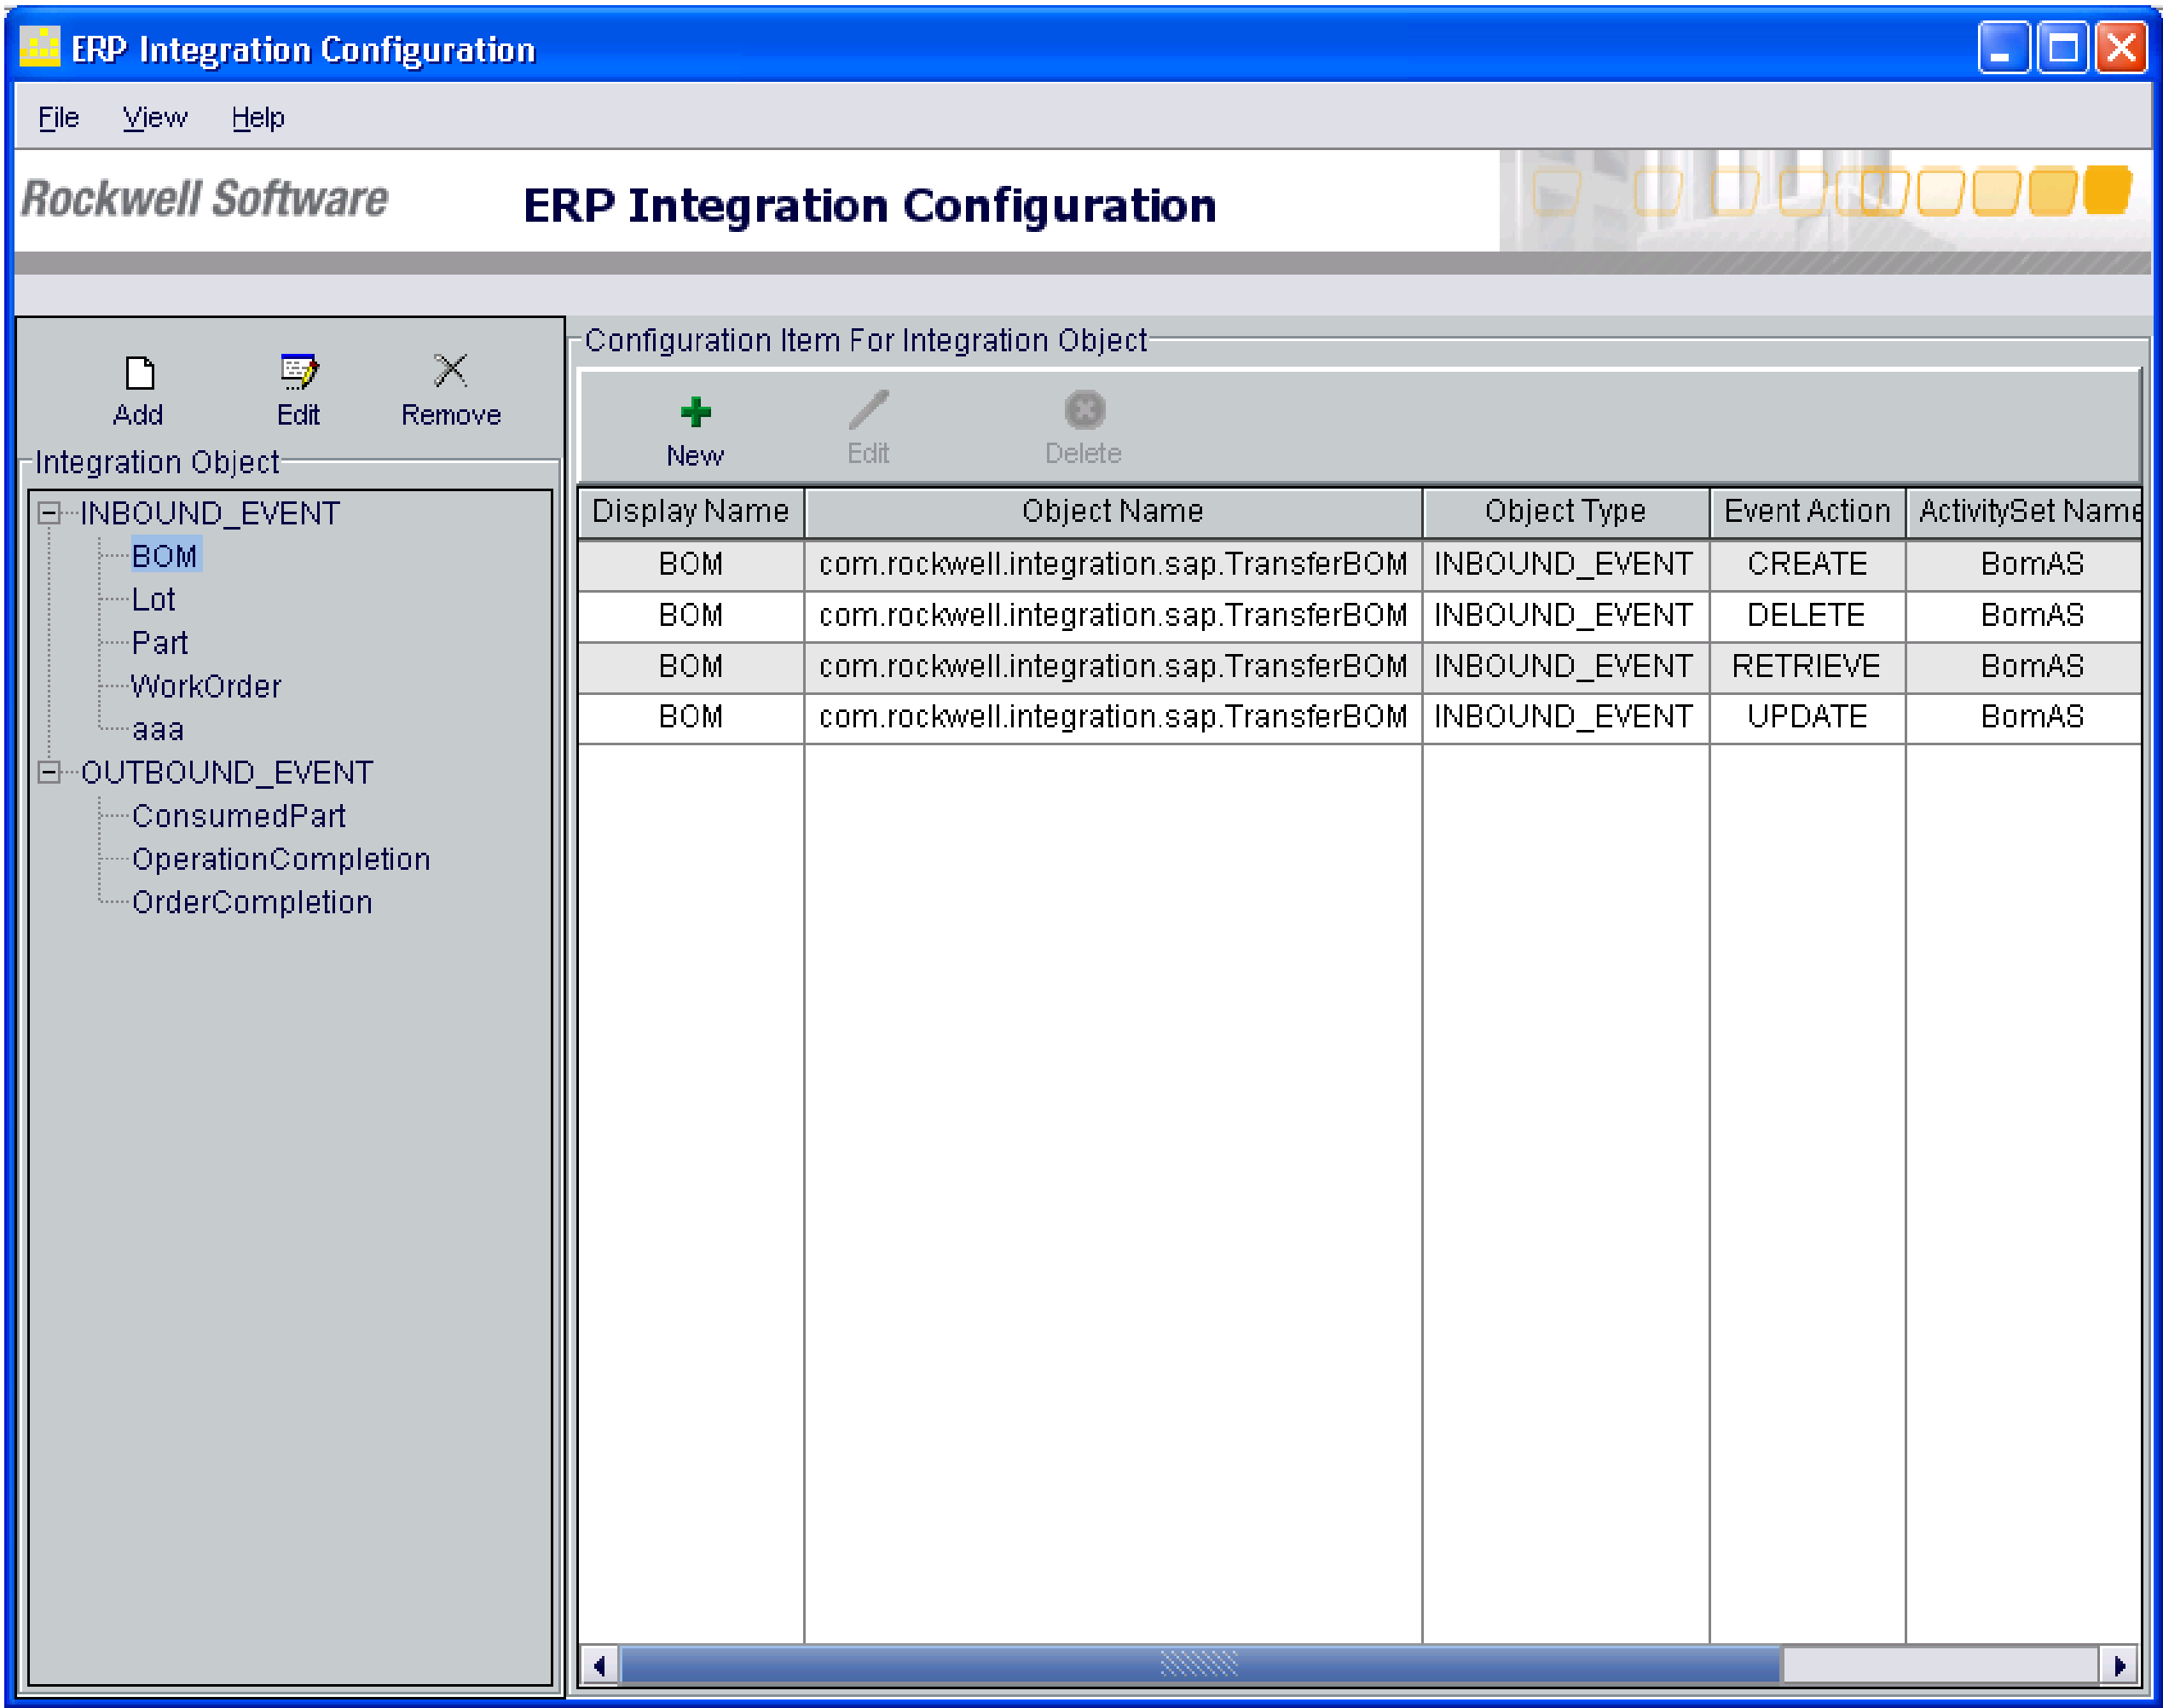 ERP Integration Configuration
File View Help
Rockwell Software ERP Integration Configuration
Add Edit Remove
Integration Object
INBOUND_EVENT
BOM
Lot
Part
WorkOrder
aaa
OUTBOUND_EVENT
ConsumedPart
OperationCompletion
OrderCompletion
Configuration Item For Integration Object
New Edit Delete
Display Name Object Name Object Type Event Action ActivitySet Name
BOM com.rockwell.integration.sap.TransferBOM INBOUND_EVENT CREATE BomAS
BOM com.rockwell.integration.sap.TransferBOM INBOUND_EVENT DELETE BomAS
BOM com.rockwell.integration.sap.TransferBOM INBOUND_EVENT RETRIEVE BomAS
BOM com.rockwell.integration.sap.TransferBOM INBOUND_EVENT UPDATE BomAS